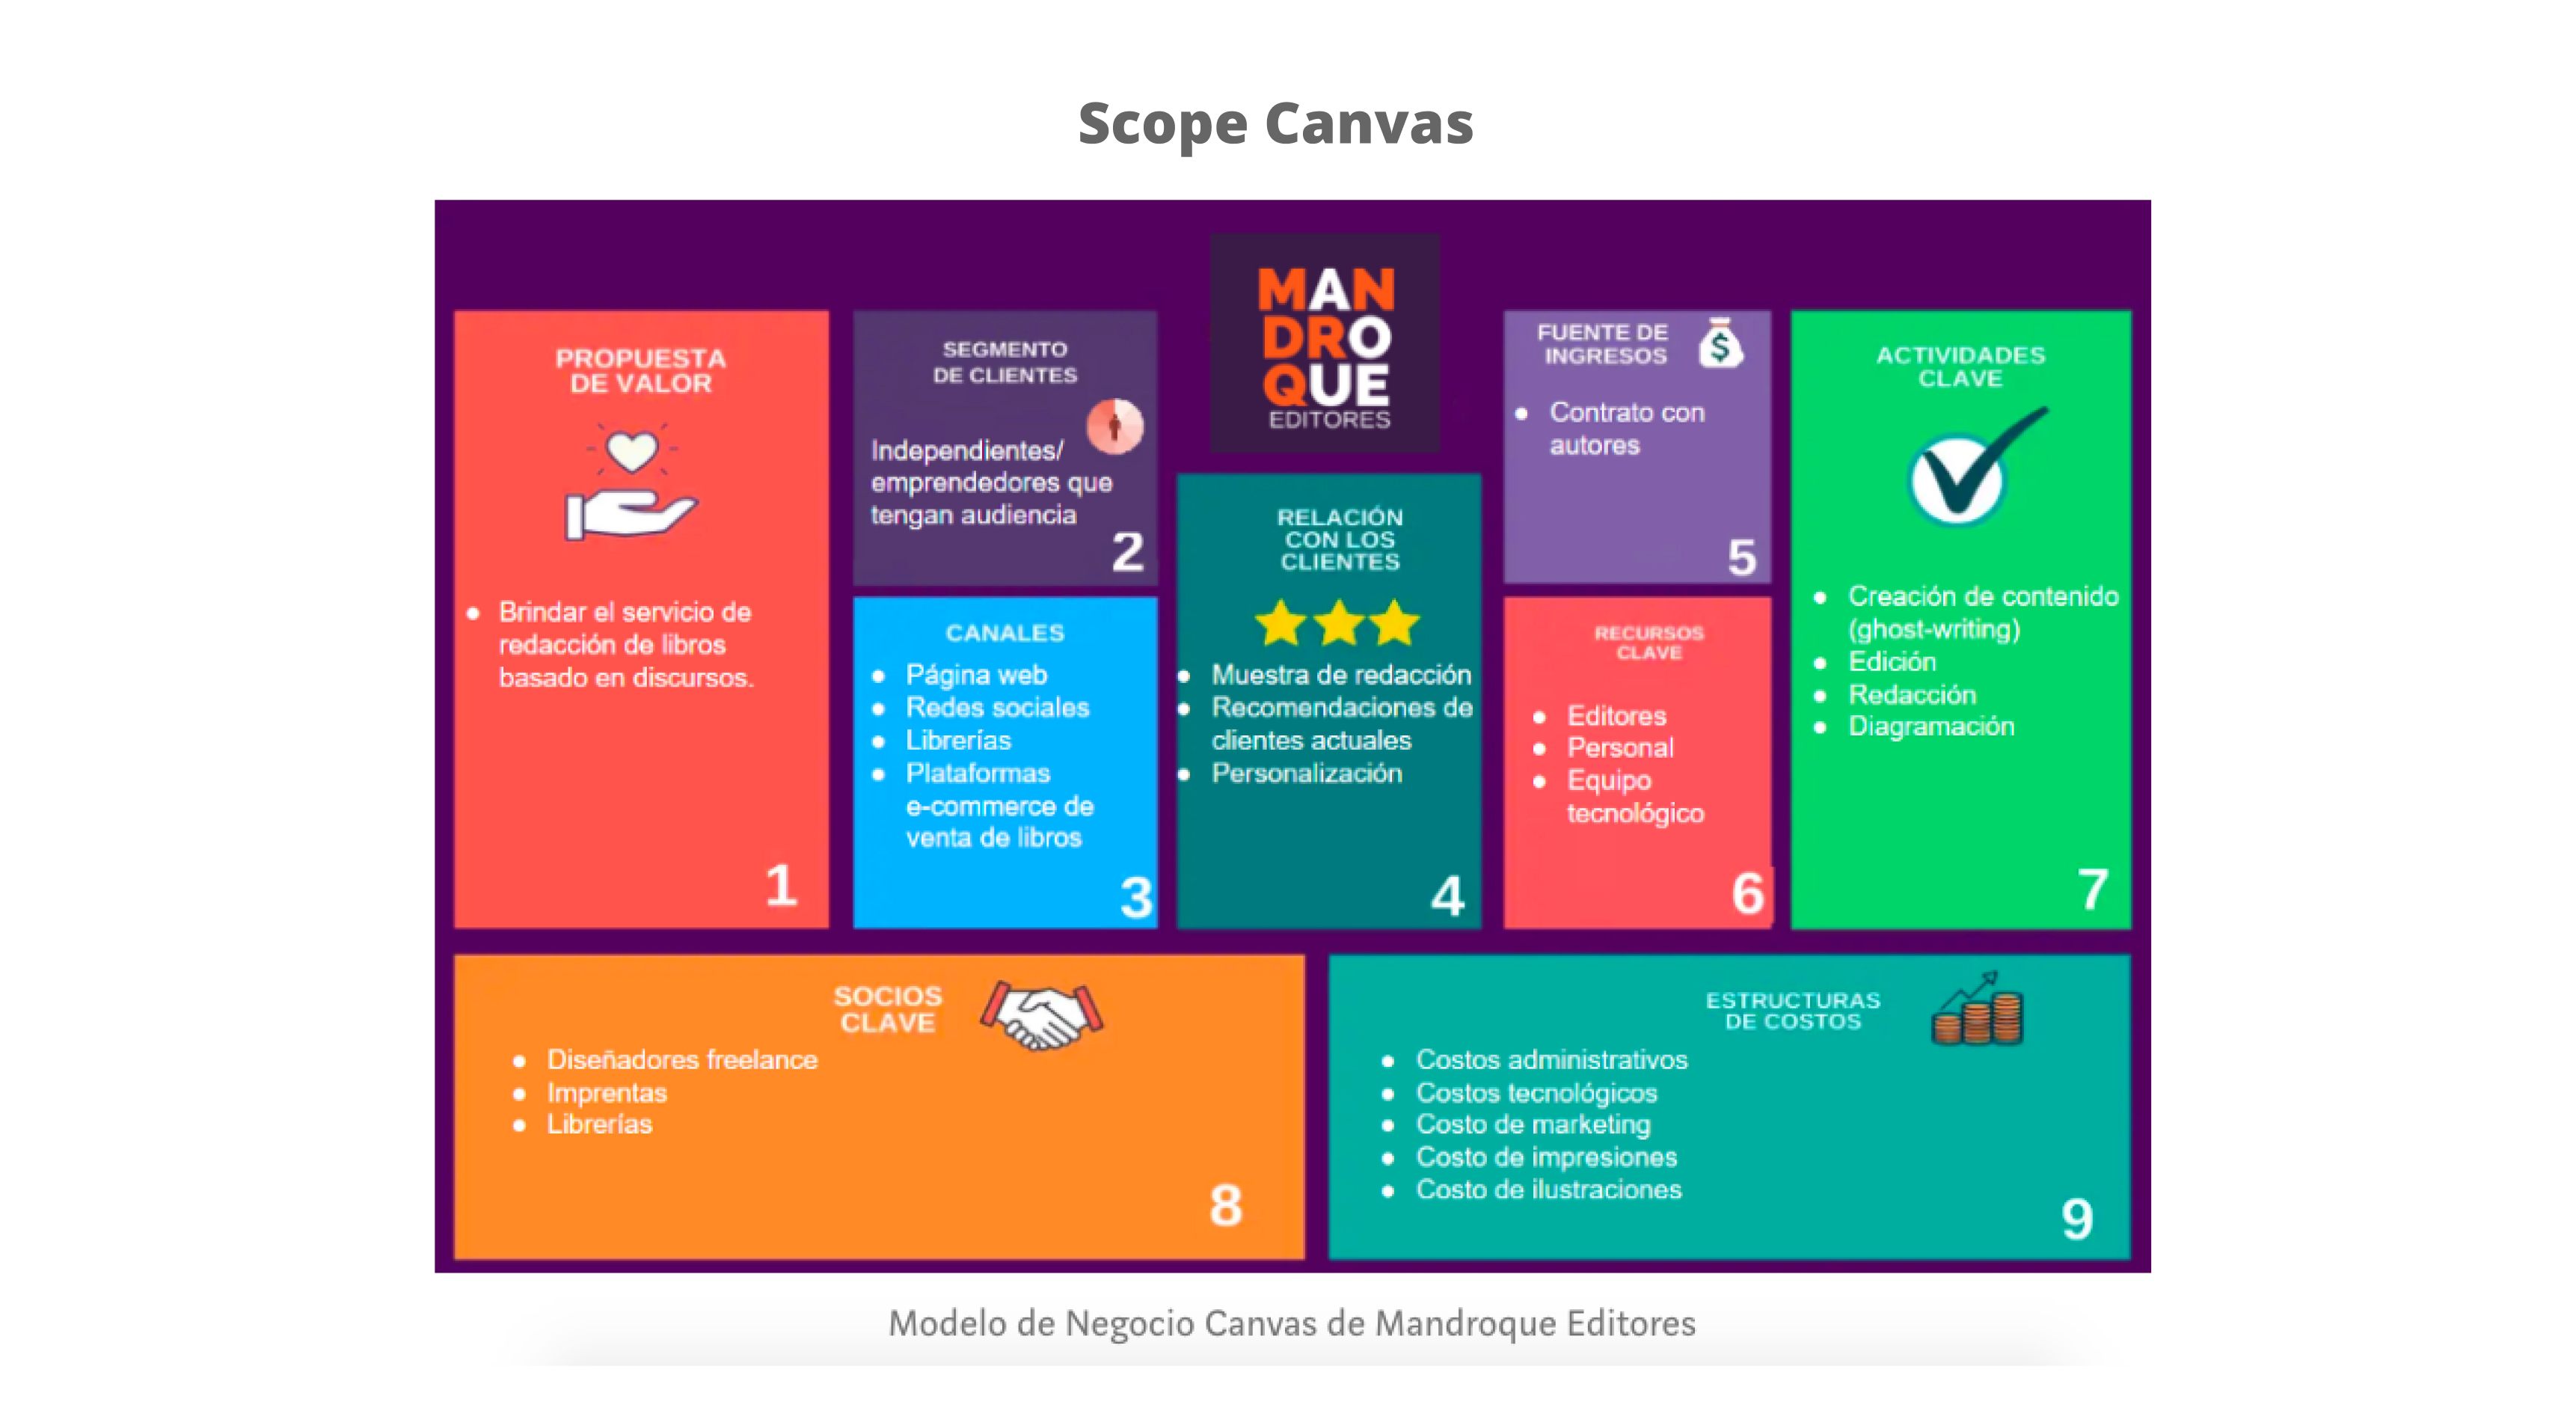 Scope Canvas
MAN
DRO
QUE
EDITORES
PROPUESTA
DE VALOR
● Brindar el servicio de
redacción de libros
basado en discursos.
1
SEGMENTO
DE CLIENTES
Independientes/
emprendedores que
tengan audiencia
2
CANALES
● Página web
● Redes sociales
● Librerías
● Plataformas
e-commerce de
venta de libros
3
RELACIÓN
CON LOS
CLIENTES
● Muestra de redacción
● Recomendaciones de
clientes actuales
● Personalización
4
FUENTE DE
INGRESOS
$
● Contrato con
autores
5
RECURSOS
CLAVE
● Editores
● Personal
● Equipo
tecnológico
6
ACTIVIDADES
CLAVE
● Creación de contenido
(ghost-writing)
● Edición
● Redacción
● Diagramación
7
SOCIOS
CLAVE
● Diseñadores freelance
● Imprentas
● Librerías
8
ESTRUCTURAS
DE COSTOS
● Costos administrativos
● Costos tecnológicos
● Costo de marketing
● Costo de impresiones
● Costo de ilustraciones
9
Modelo de Negocio Canvas de Mandroque Editores